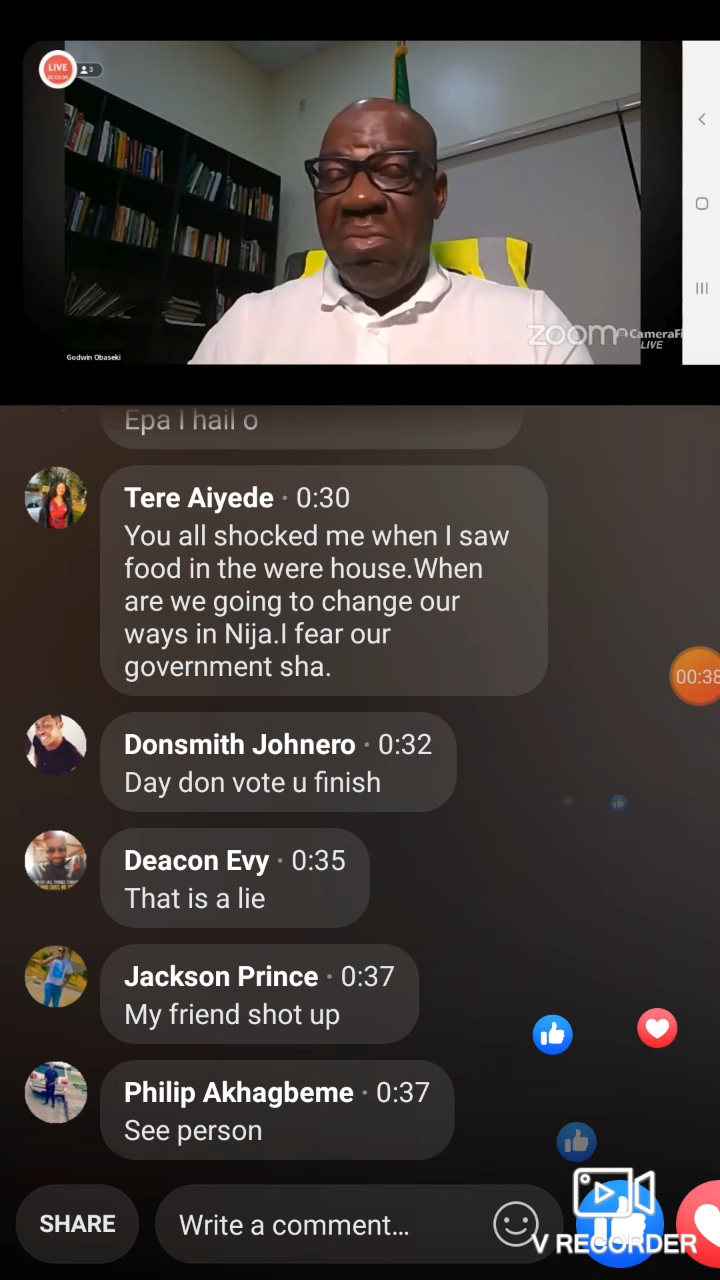 LIVE
3
zoom
CameraFi
LIVE
Godwin Obaseki
Epa I hail o
Tere Aiyede · 0:30
You all shocked me when I saw
food in the were house.When
are we going to change our
ways in Nija.I fear our
government sha.
00:38
Donsmith Johnero · 0:32
Day don vote u finish
Deacon Evy · 0:35
That is a lie
Jackson Prince · 0:37
My friend shot up
Philip Akhagbeme · 0:37
See person
SHARE
Write a comment...
V RECORDER